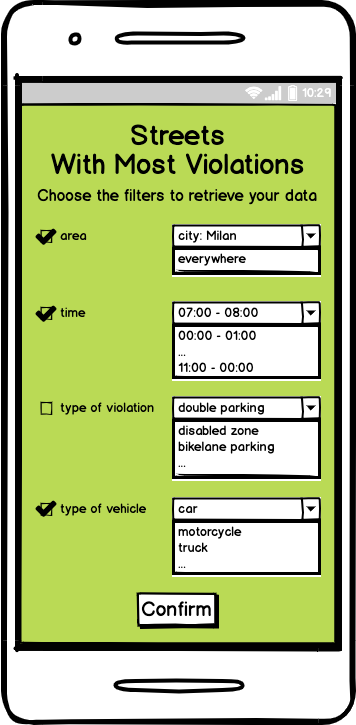 10:29
Streets
With Most Violations
Choose the filters to retrieve your data
area
city: Milan
everywhere
time
07:00 - 08:00
00:00 - 01:00
...
11:00 - 00:00
type of violation
double parking
disabled zone
bikelane parking
...
type of vehicle
car
motorcycle
truck
...
Confirm